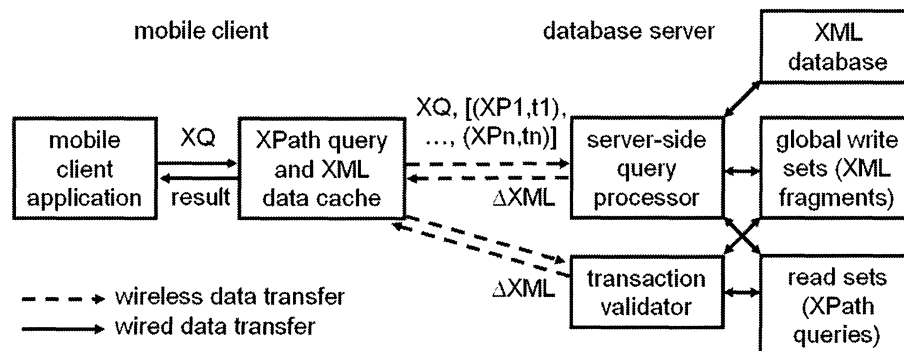 mobile client
database server
XML
database
XQ, [(XP1,t1),
…, (XPn,tn)]
mobile
client
application
XQ
result
XPath query
and XML
data cache
ΔXML
server-side
query
processor
global write
sets (XML
fragments)
ΔXML
transaction
validator
read sets
(XPath
queries)
wireless data transfer
wired data transfer